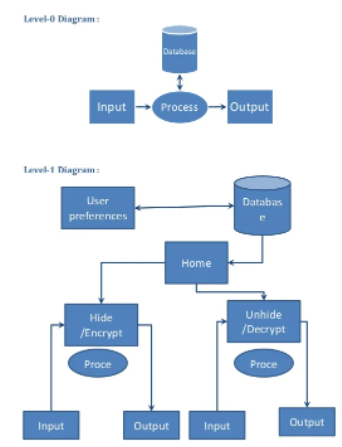 Level-0 Diagram :
Database
Input
Process
Output
Level-1 Diagram :
User
preferences
Databas
e
Home
Hide
/Encrypt
Unhide
/Decrypt
Proce
Proce
Input
Output
Input
Output